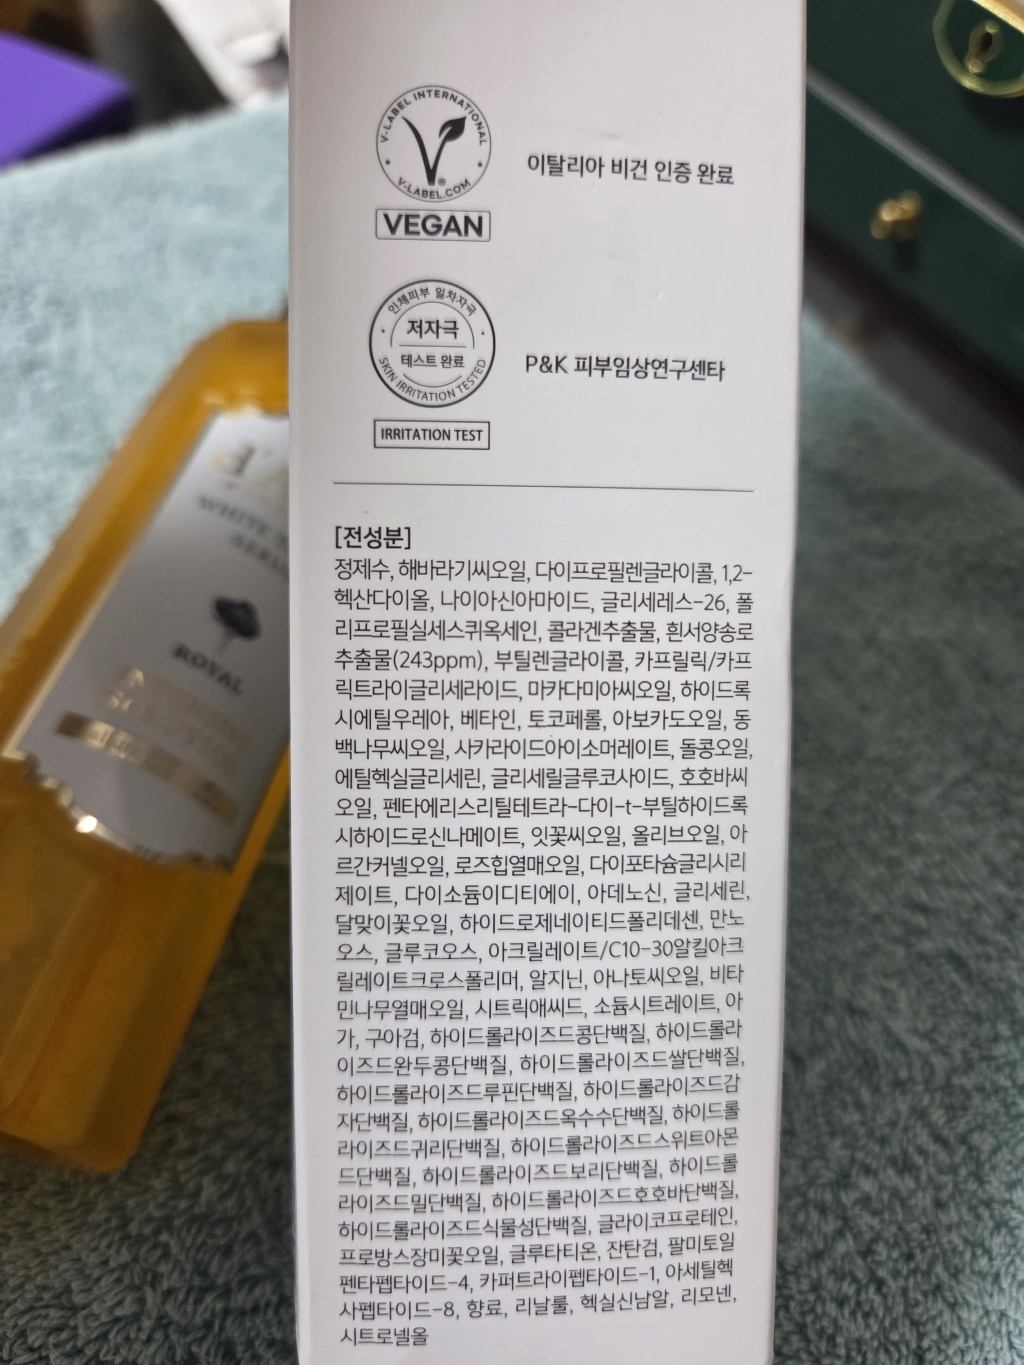 V-LABEL INTERNATIONAL
V-LABEL.COM
VEGAN
이탈리아 비건 인증 완료
인체피부 일차자극
저자극
테스트 완료
SKIN IRRITATION TESTED
IRRITATION TEST
P&K 피부임상연구센타
[전성분]
정제수, 해바라기씨오일, 다이프로필렌글라이콜, 1,2-
헥산다이올, 나이아신아마이드, 글리세레스-26, 폴
리프로필실세스퀴옥세인, 콜라겐추출물, 흰서양송로
추출물(243ppm), 부틸렌글라이콜, 카프릴릭/카프
릭트라이글리세라이드, 마카다미아씨오일, 하이드록
시에틸우레아, 베타인, 토코페롤, 아보카도오일, 동
백나무씨오일, 사카라이드아이소머레이트, 돌콩오일,
에틸헥실글리세린, 글리세릴글루코사이드, 호호바씨
오일, 펜타에리스리틸테트라-다이-t-부틸하이드록
시하이드로신나메이트, 잇꽃씨오일, 올리브오일, 아
르간커넬오일, 로즈힙열매오일, 다이포타슘글리시리
제이트, 다이소듐이디티에이, 아데노신, 글리세린,
달맞이꽃오일, 하이드로제네이티드폴리데센, 만노
오스, 글루코오스, 아크릴레이트/C10-30알킬아크
릴레이트크로스폴리머, 알지닌, 아나토씨오일, 비타
민나무열매오일, 시트릭애씨드, 소듐시트레이트, 아
가, 구아검, 하이드롤라이즈드콩단백질, 하이드롤라
이즈드완두콩단백질, 하이드롤라이즈드쌀단백질,
하이드롤라이즈드루핀단백질, 하이드롤라이즈드감
자단백질, 하이드롤라이즈드옥수수단백질, 하이드롤
라이즈드귀리단백질, 하이드롤라이즈드스위트아몬
드단백질, 하이드롤라이즈드보리단백질, 하이드롤
라이즈드밀단백질, 하이드롤라이즈드호호바단백질,
하이드롤라이즈드식물성단백질, 글라이코프로테인,
프로방스장미꽃오일, 글루타티온, 잔탄검, 팔미토일
펜타펩타이드-4, 카퍼트라이펩타이드-1, 아세틸헥
사펩타이드-8, 향료, 리날룰, 헥실신남알, 리모넨,
시트로넬올
WHITE
ROYAL